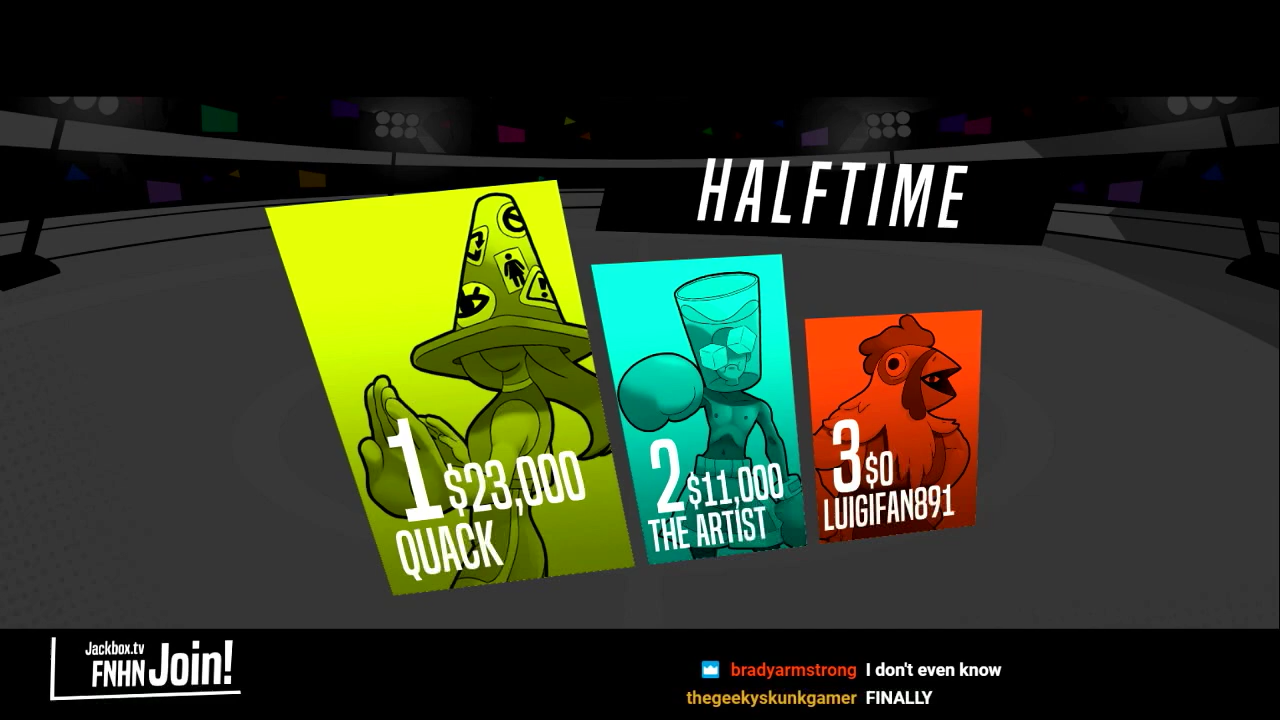 HALFTIME
1 $23,000
QUACK
2 $11,000
THE ARTIST
3 $0
LUIGIFAN891
Jackbox.tv
FNHN Join!
bradyarmstrong I don't even know
thegeekyskunkgamer FINALLY